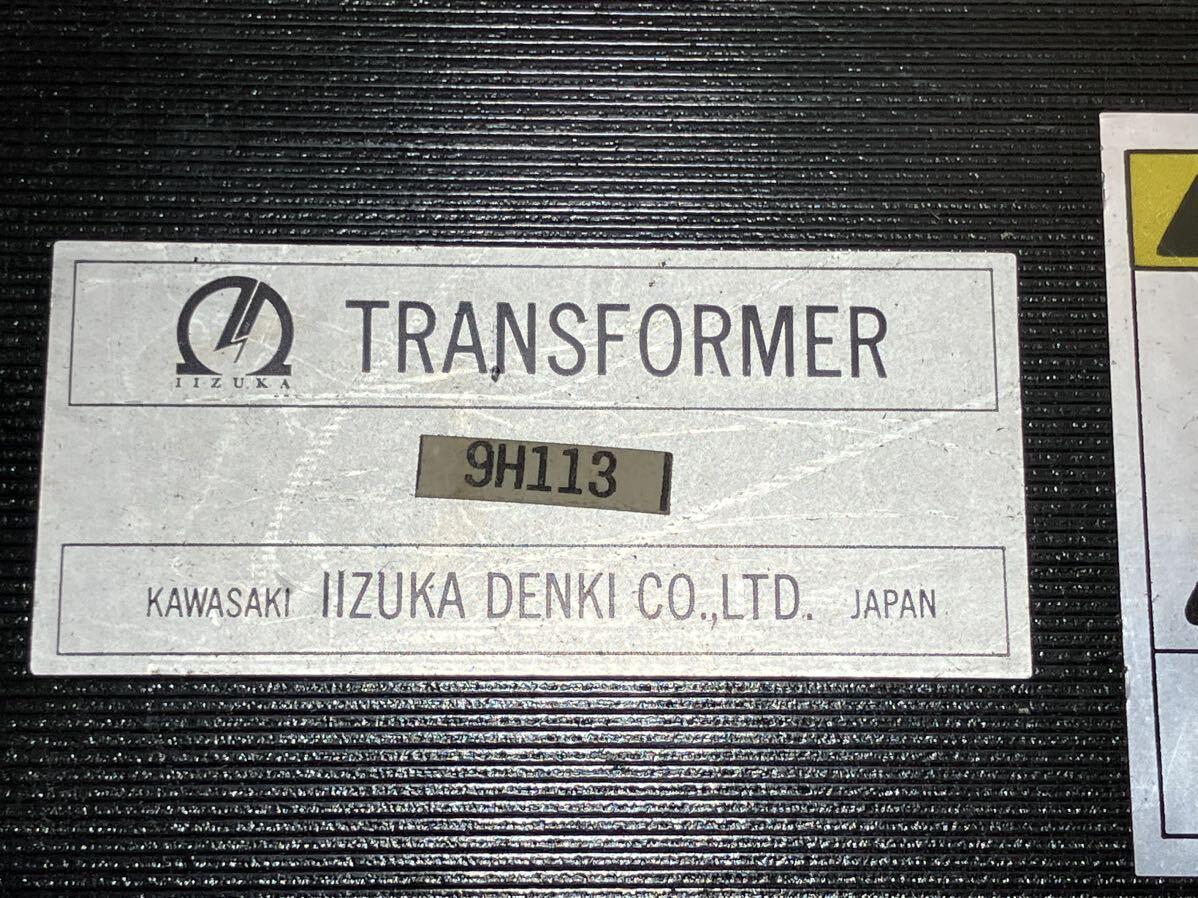 IIZUKA TRANSFORMER
9H113
KAWASAKI IIZUKA DENKI CO.,LTD. JAPAN